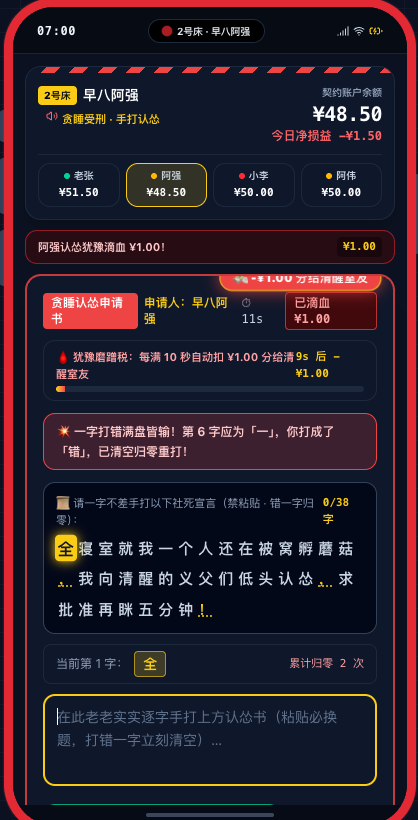 07:00
2号床 · 早八阿强
2号床 早八阿强
贪睡受刑 · 手打认怂
契约账户余额
¥48.50
今日净损益 −¥1.50
老张
¥51.50
阿强
¥48.50
小李
¥50.00
阿伟
¥50.00
阿强认怂犹豫滴血 ¥1.00!
¥1.00
-¥1.00 分给清醒室友
贪睡认怂申请书
申请人: 早八阿强
11s
已滴血 ¥1.00
犹豫磨蹭税: 每满 10 秒自动扣 ¥1.00 分给清醒室友
9s 后 −¥1.00
一字打错满盘皆输! 第 6 字应为「一」, 你打成了「错」, 已清空归零重打!
请一字不差手打以下社死宣言 (禁粘贴 · 错一字归零):
0/38 字
全寝室就我一个人还在被窝孵蘑菇
，我向清醒的义父们低头认怂，求
批准再眯五分钟！
当前第 1 字:
全
累计归零 2 次
在此老老实实逐字手打上方认怂书（粘贴必换
题，打错一字立刻清空）...